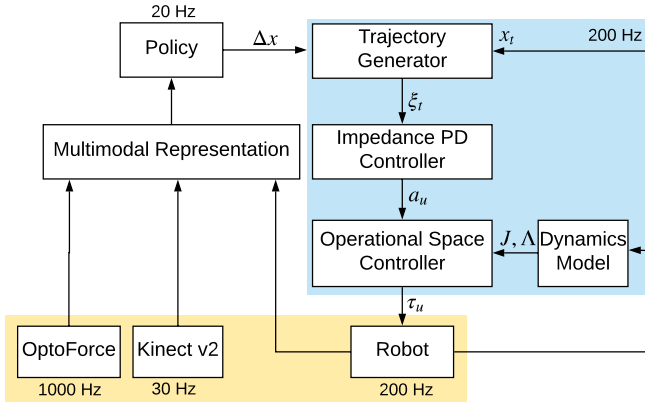 20 Hz
Policy
Δx
Trajectory
Generator
x_t
200 Hz
ξ_t
Multimodal Representation
Impedance PD
Controller
a_u
Operational Space
Controller
J, Λ
Dynamics
Model
τ_u
OptoForce
Kinect v2
Robot
1000 Hz
30 Hz
200 Hz